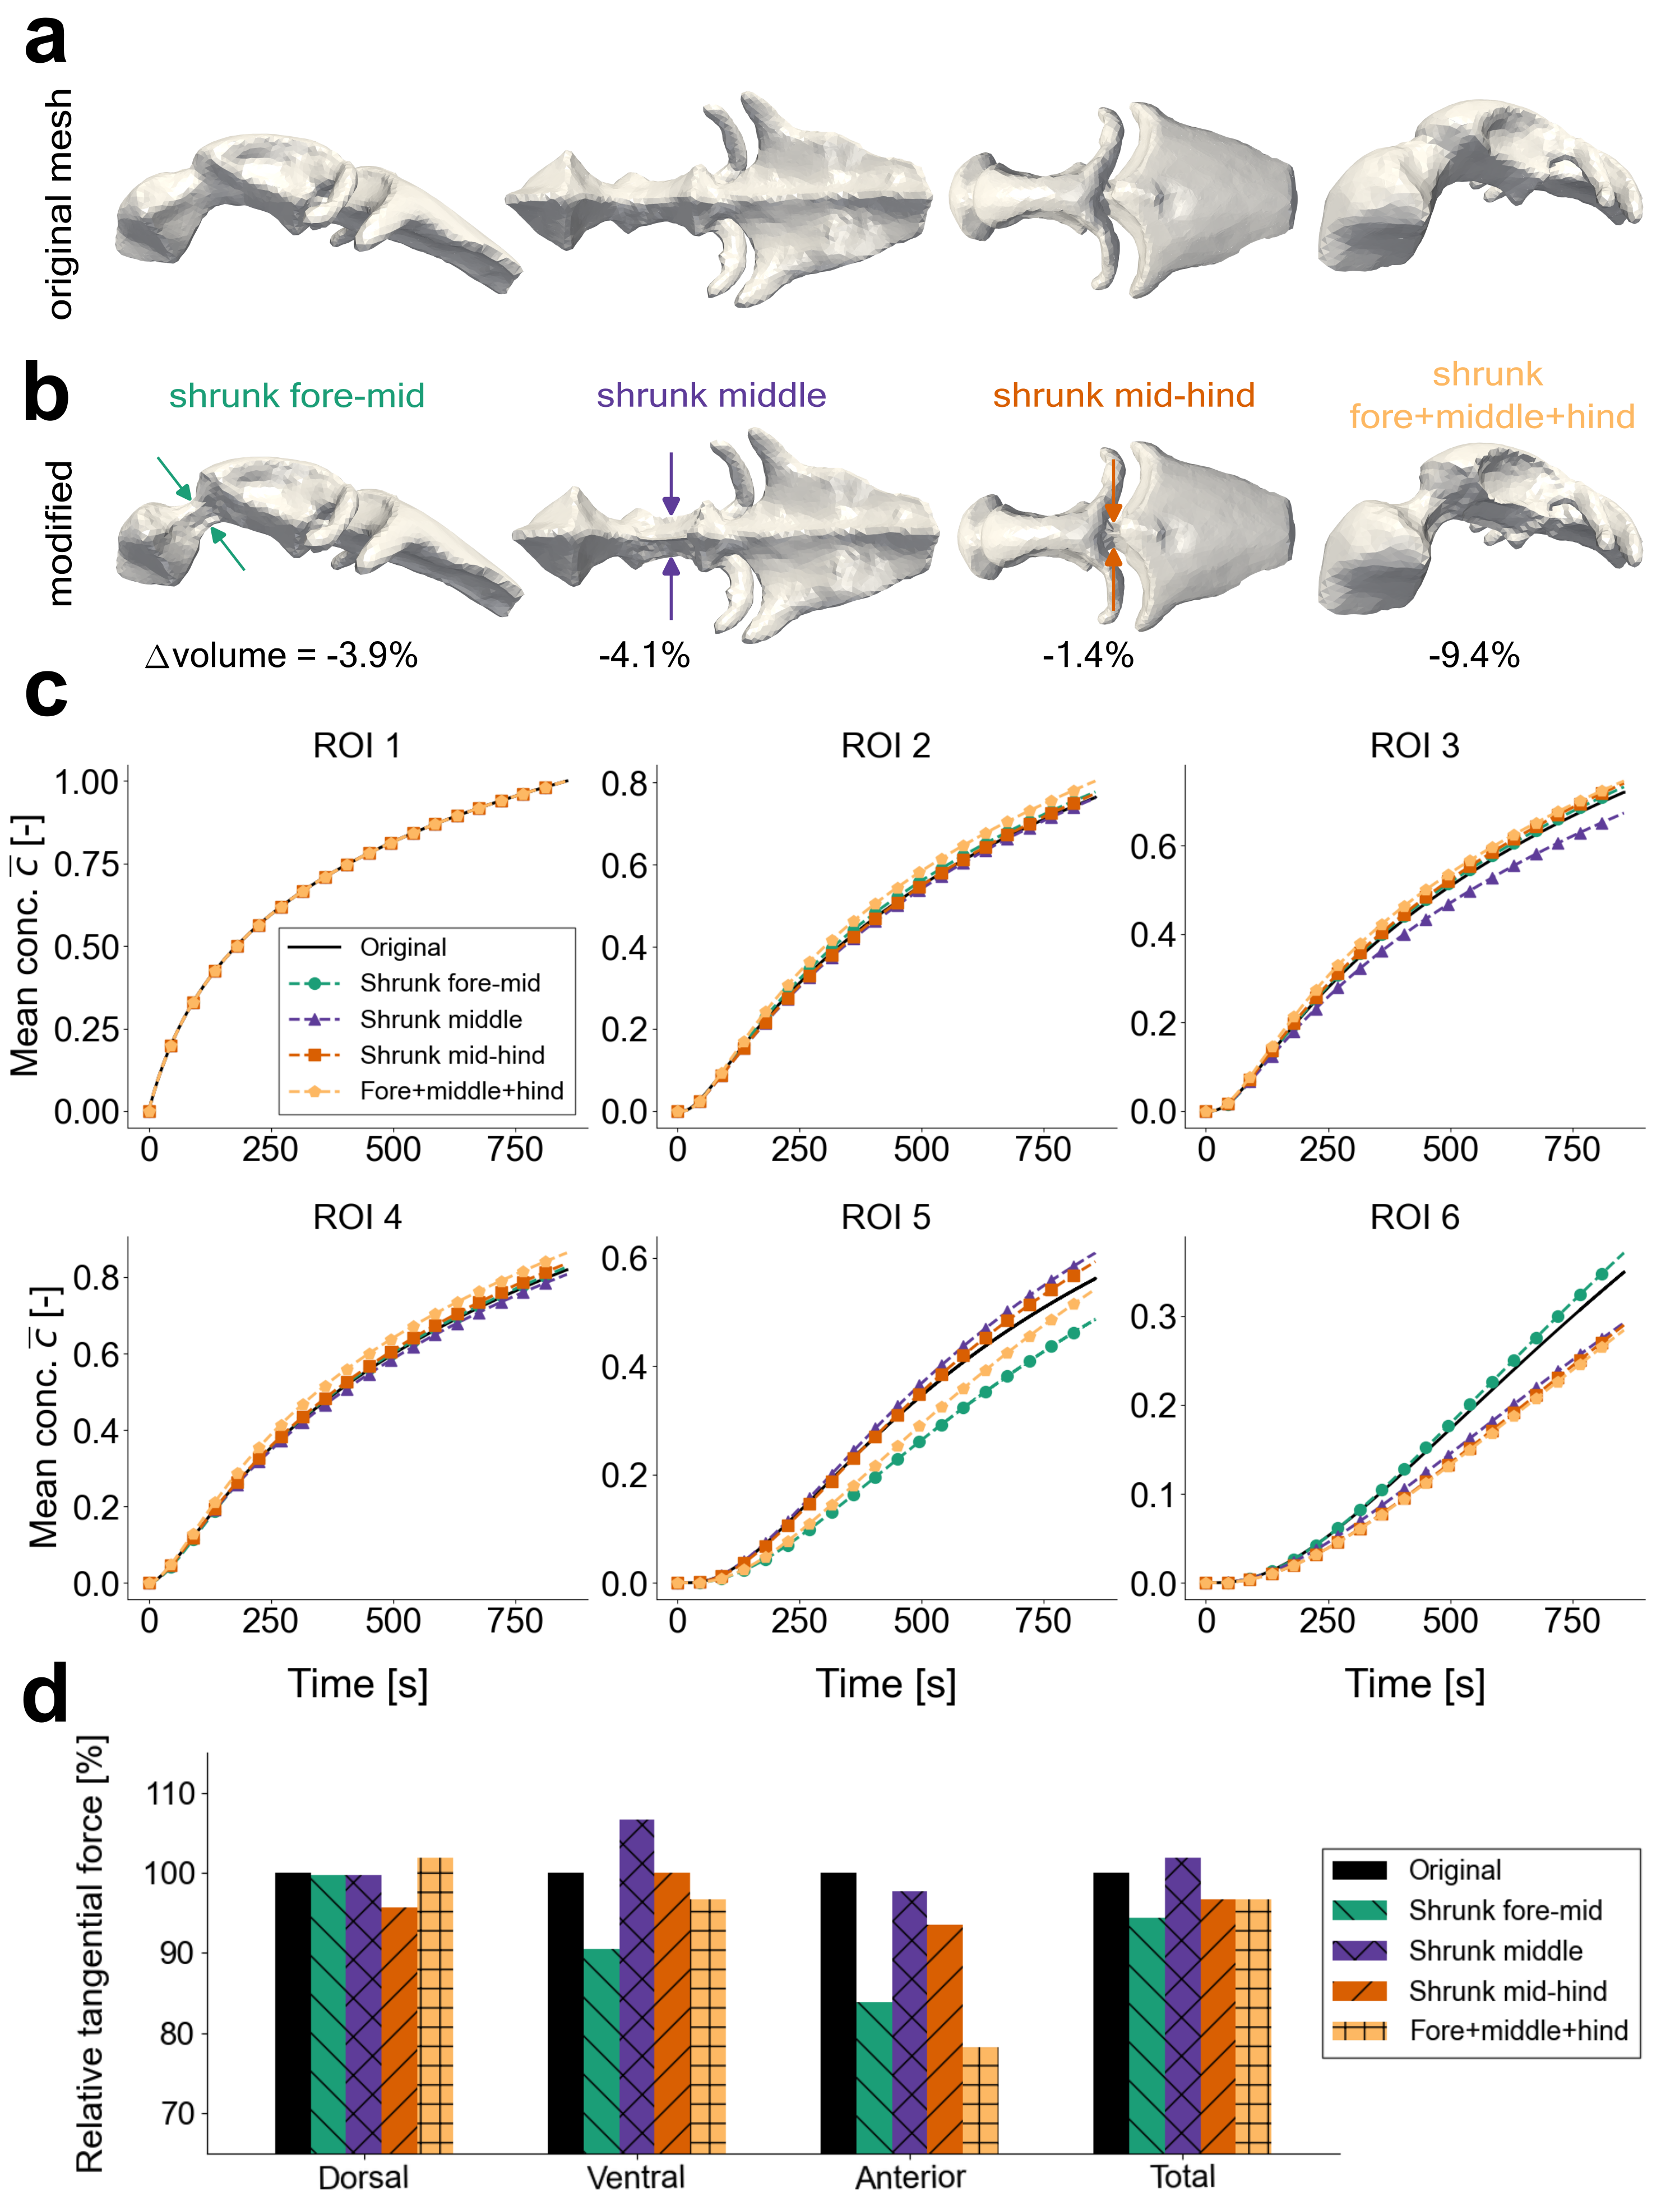 a
original mesh
b
shrunk fore-mid
shrunk middle
shrunk mid-hind
shrunk
fore+middle+hind
modified
Δvolume = -3.9%
-4.1%
-1.4%
-9.4%
c
ROI 1
ROI 2
ROI 3
Mean conc. c̅ [-]
1.00
0.75
0.50
0.25
0.00
Original
Shrunk fore-mid
Shrunk middle
Shrunk mid-hind
Fore+middle+hind
0 250 500 750
0.8
0.6
0.4
0.2
0.0
0 250 500 750
0.6
0.4
0.2
0.0
0 250 500 750
ROI 4
ROI 5
ROI 6
Mean conc. c̅ [-]
0.8
0.6
0.4
0.2
0.0
0 250 500 750
Time [s]
0.6
0.4
0.2
0.0
0 250 500 750
Time [s]
0.3
0.2
0.1
0.0
0 250 500 750
Time [s]
d
Relative tangential force [%]
110
100
90
80
70
Dorsal
Ventral
Anterior
Total
Original
Shrunk fore-mid
Shrunk middle
Shrunk mid-hind
Fore+middle+hind